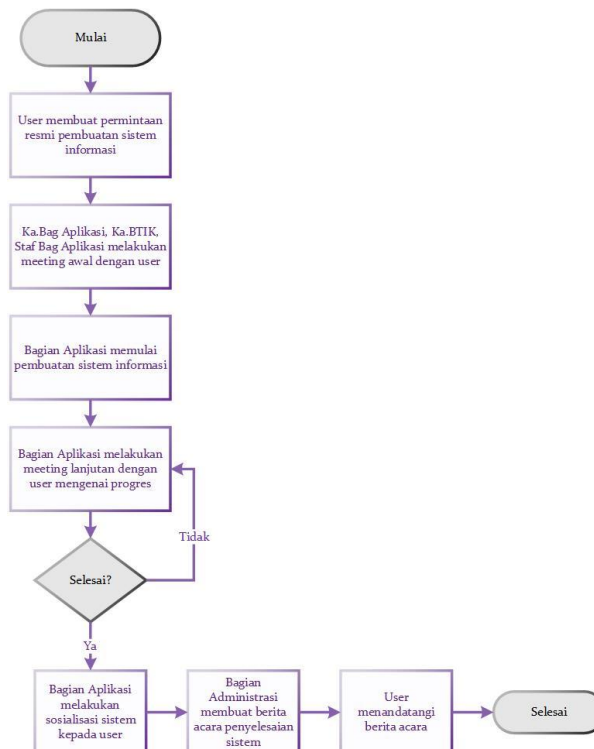 Mulai
User membuat permintaan
resmi pembuatan sistem
informasi
Ka.Bag Aplikasi, Ka.BTIK,
Staf Bag Aplikasi melakukan
meeting awal dengan user
Bagian Aplikasi memulai
pembuatan sistem informasi
Bagian Aplikasi melakukan
meeting lanjutan dengan
user mengenai progres
Tidak
Selesai?
Ya
Bagian Aplikasi
melakukan
sosialisasi sistem
kepada user
Bagian
Administrasi
membuat berita
acara penyelesaian
sistem
User
menandatangi
berita acara
Selesai